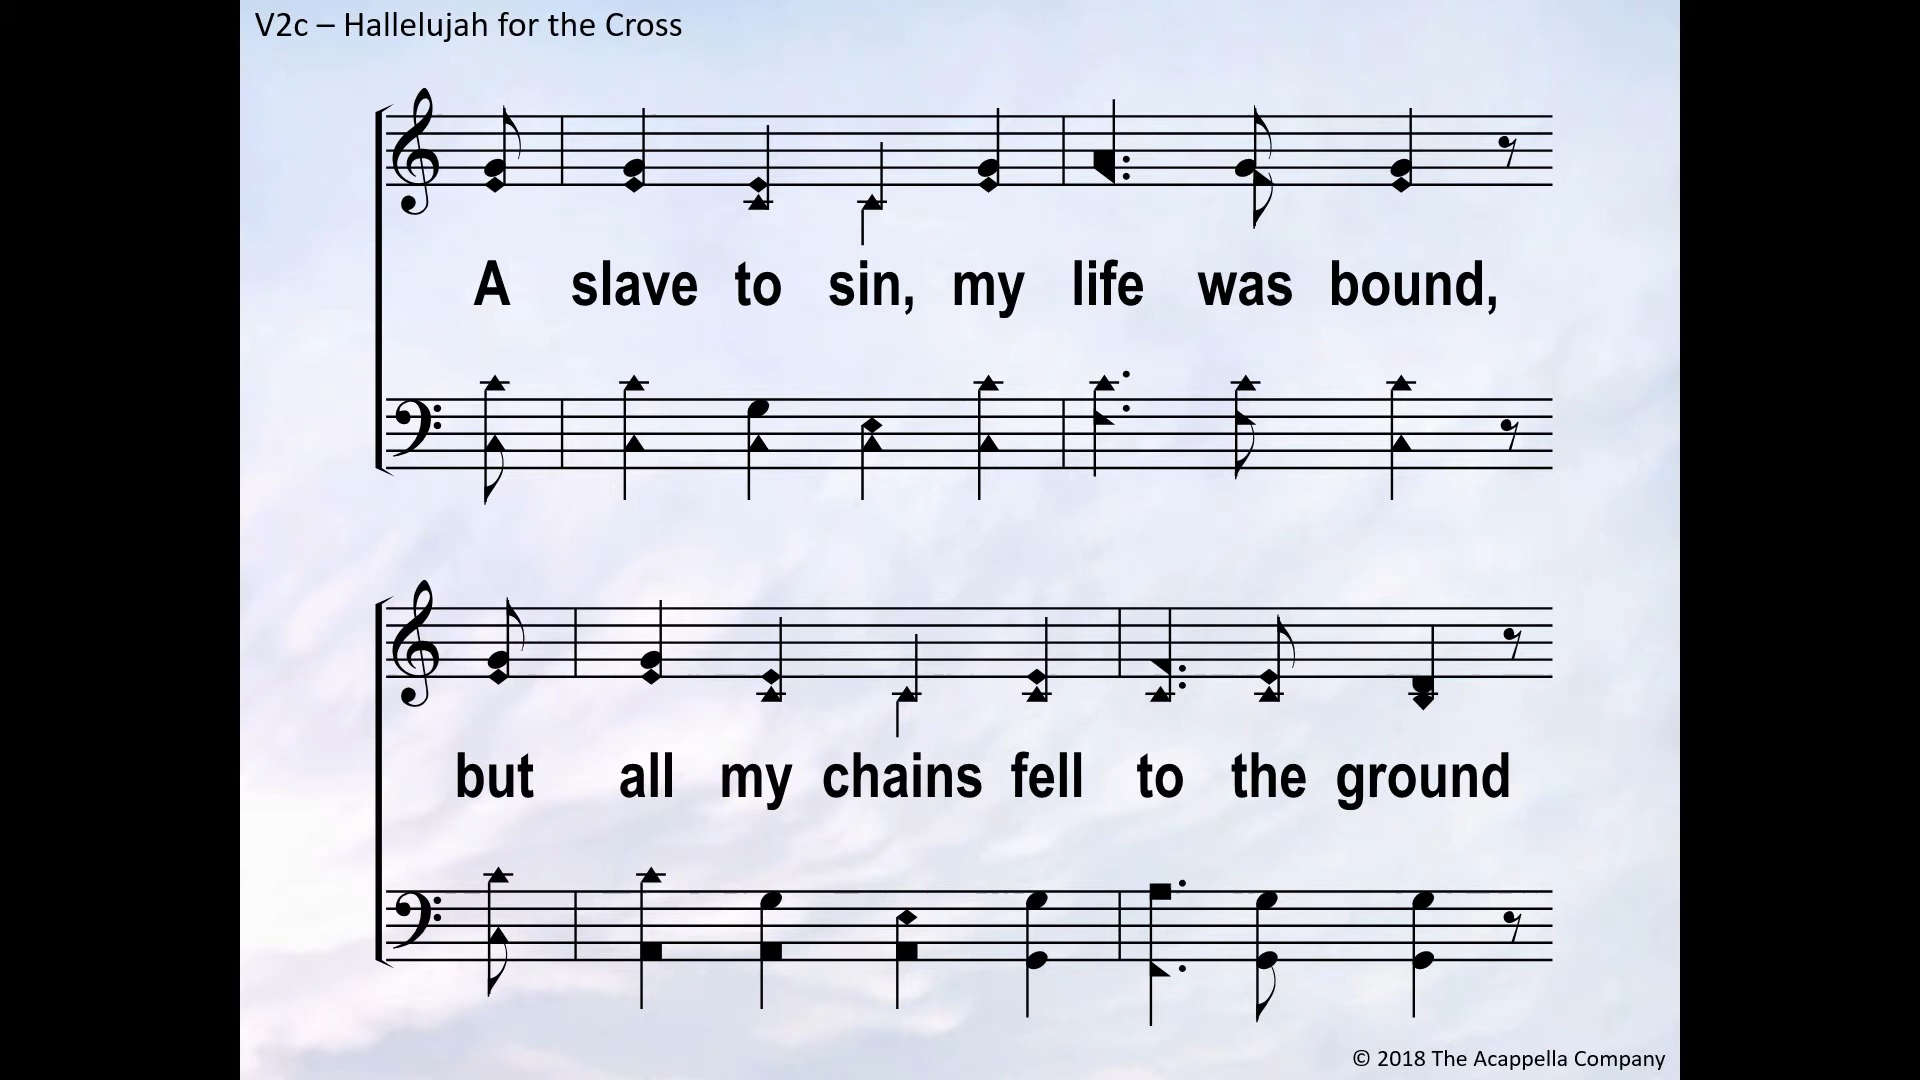 V2c – Hallelujah for the Cross
A slave to sin, my life was bound,
but all my chains fell to the ground
© 2018 The Acappella Company